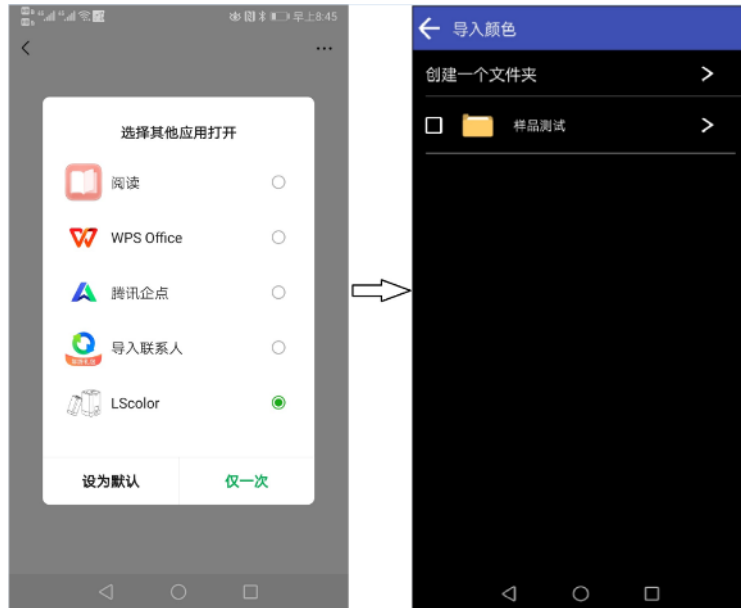 早上8:45
选择其他应用打开
阅读
WPS Office
腾讯企点
导入联系人
LScolor
设为默认
仅一次
导入颜色
创建一个文件夹
样品测试